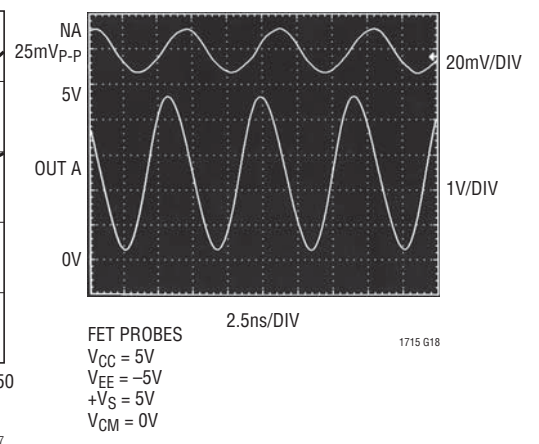 NA
25mVP-P
20mV/DIV
5V
OUT A
1V/DIV
0V
2.5ns/DIV
1715 G18
FET PROBES
VCC = 5V
VEE = –5V
+VS = 5V
VCM = 0V
50
7